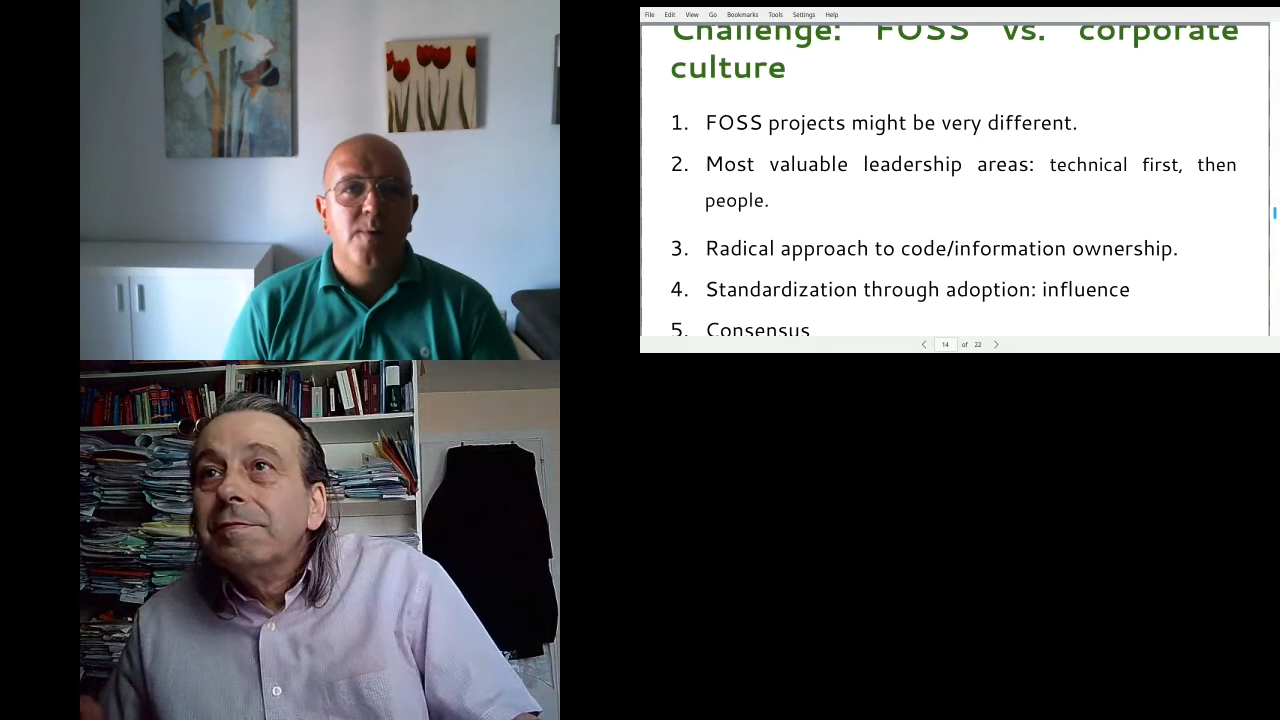 File Edit View Go Bookmarks Tools Settings Help
Challenge: FOSS vs. corporate
culture
1. FOSS projects might be very different.
2. Most valuable leadership areas: technical first, then
people.
3. Radical approach to code/information ownership.
4. Standardization through adoption: influence
5. Consensus
14 of 22